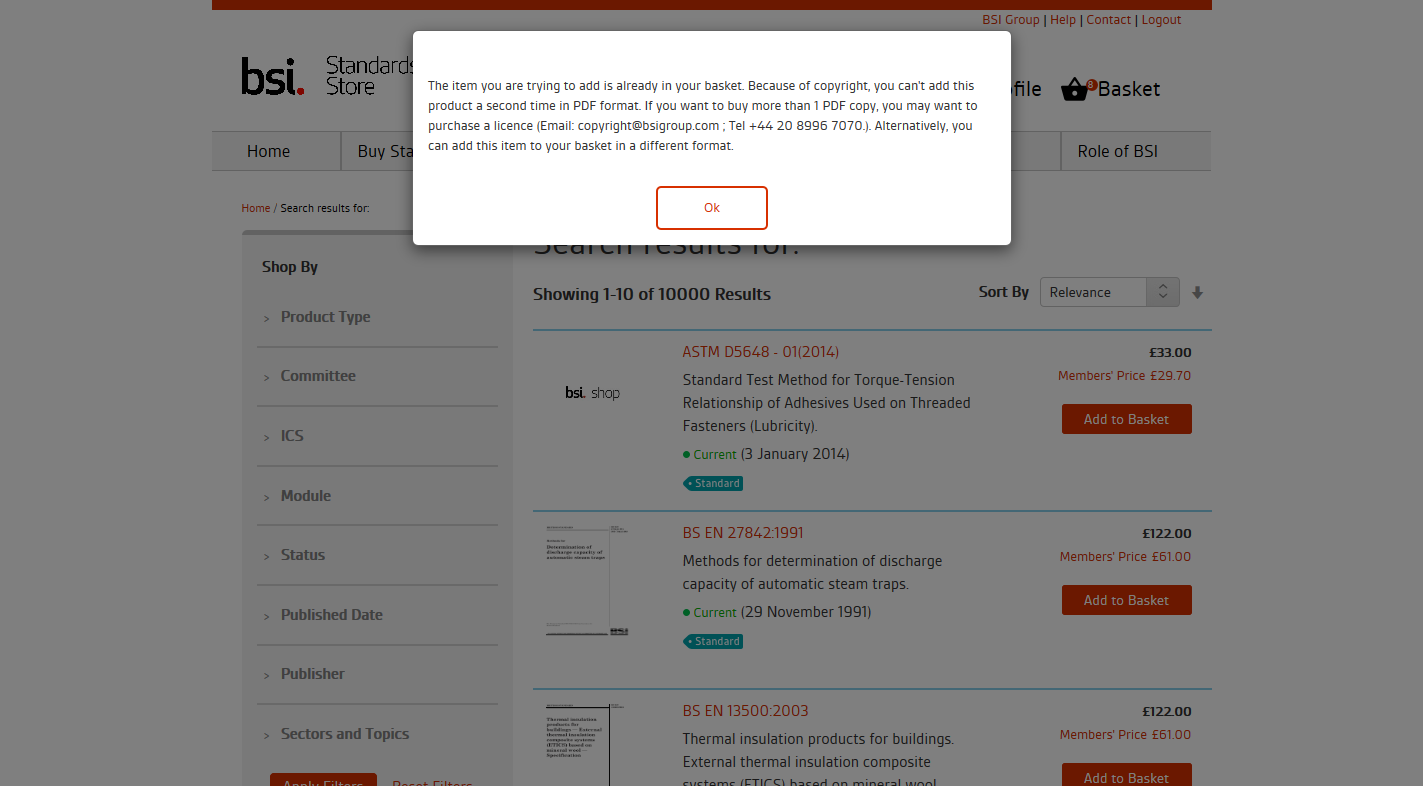 BSI Group | Help | Contact | Logout
bsi. Standards
Store
ofile
8
Basket
The item you are trying to add is already in your basket. Because of copyright, you can't add this
product a second time in PDF format. If you want to buy more than 1 PDF copy, you may want to
purchase a licence (Email: copyright@bsigroup.com ; Tel +44 20 8996 7070.). Alternatively, you
can add this item to your basket in a different format.
Ok
Home
Buy Sta
Role of BSI
Home / Search results for:
Search results for:
Shop By
Product Type
Committee
ICS
Module
Status
Published Date
Publisher
Sectors and Topics
Apply Filters
Reset Filters
Showing 1-10 of 10000 Results
Sort By
Relevance
bsi. shop
ASTM D5648 - 01(2014)
Standard Test Method for Torque-Tension
Relationship of Adhesives Used on Threaded
Fasteners (Lubricity).
Current (3 January 2014)
Standard
£33.00
Members' Price £29.70
Add to Basket
Determination of
discharge capacity of
automatic steam traps
BSI
BS EN 27842:1991
Methods for determination of discharge
capacity of automatic steam traps.
Current (29 November 1991)
Standard
£122.00
Members' Price £61.00
Add to Basket
Thermal insulation
products for
buildings — External
thermal insulation
composite systems
(ETICS) based on
mineral wool —
Specification
BS EN 13500:2003
Thermal insulation products for buildings.
External thermal insulation composite
systems (ETICS) based on mineral wool
£122.00
Members' Price £61.00
Add to Basket